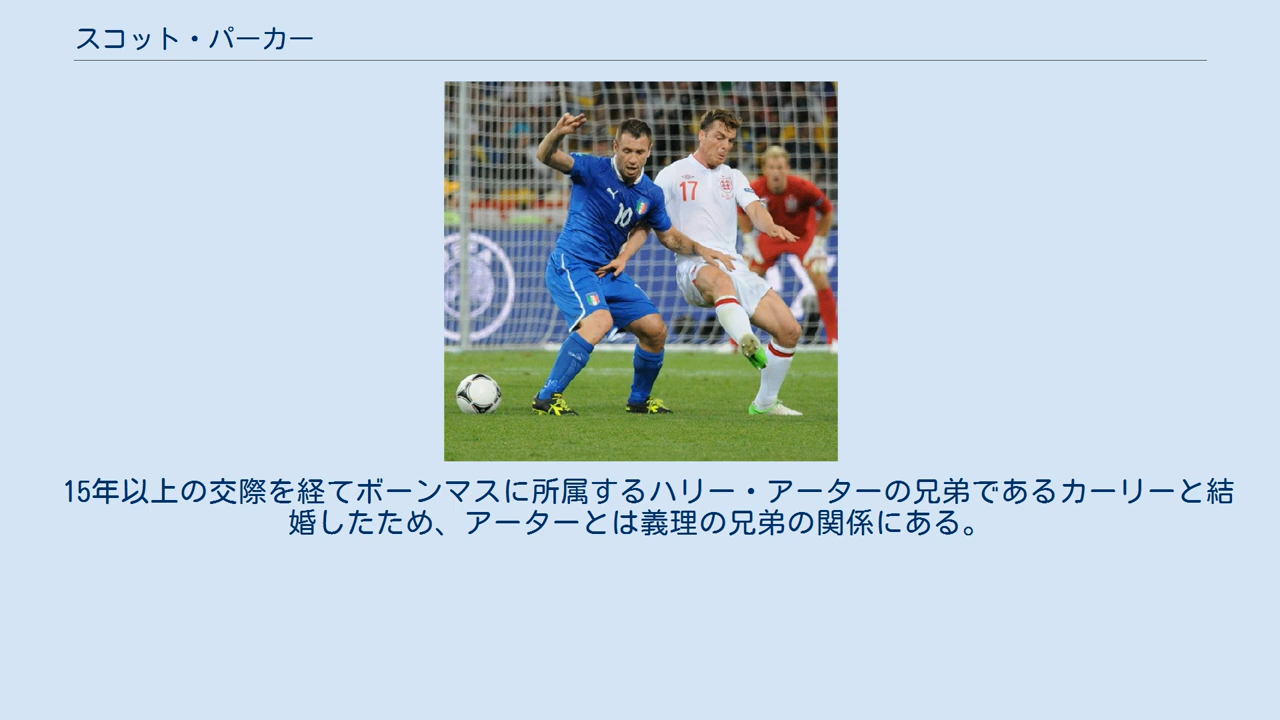 スコット・パーカー
17
10
15年以上の交際を経てボーンマスに所属するハリー・アーターの兄弟であるカーリーと結
婚したため、アーターとは義理の兄弟の関係にある。